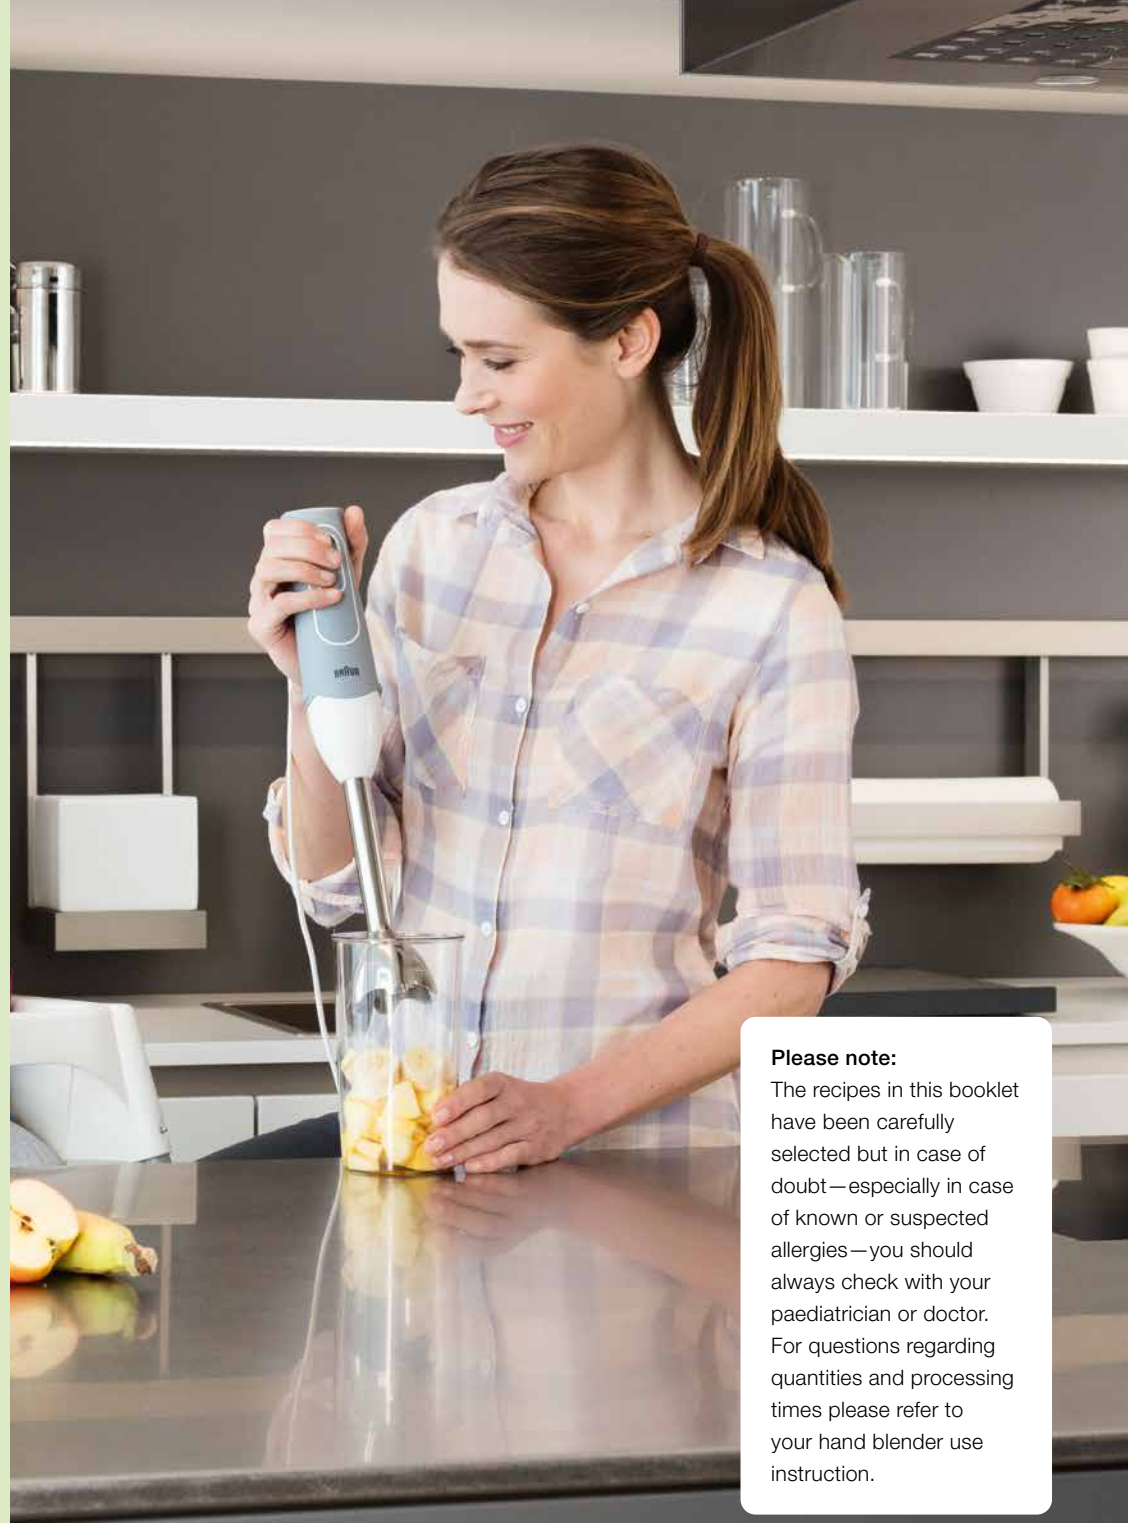 BRAUN
Please note:
The recipes in this booklet
have been carefully
selected but in case of
doubt—especially in case
of known or suspected
allergies—you should
always check with your
paediatrician or doctor.
For questions regarding
quantities and processing
times please refer to
your hand blender use
instruction.